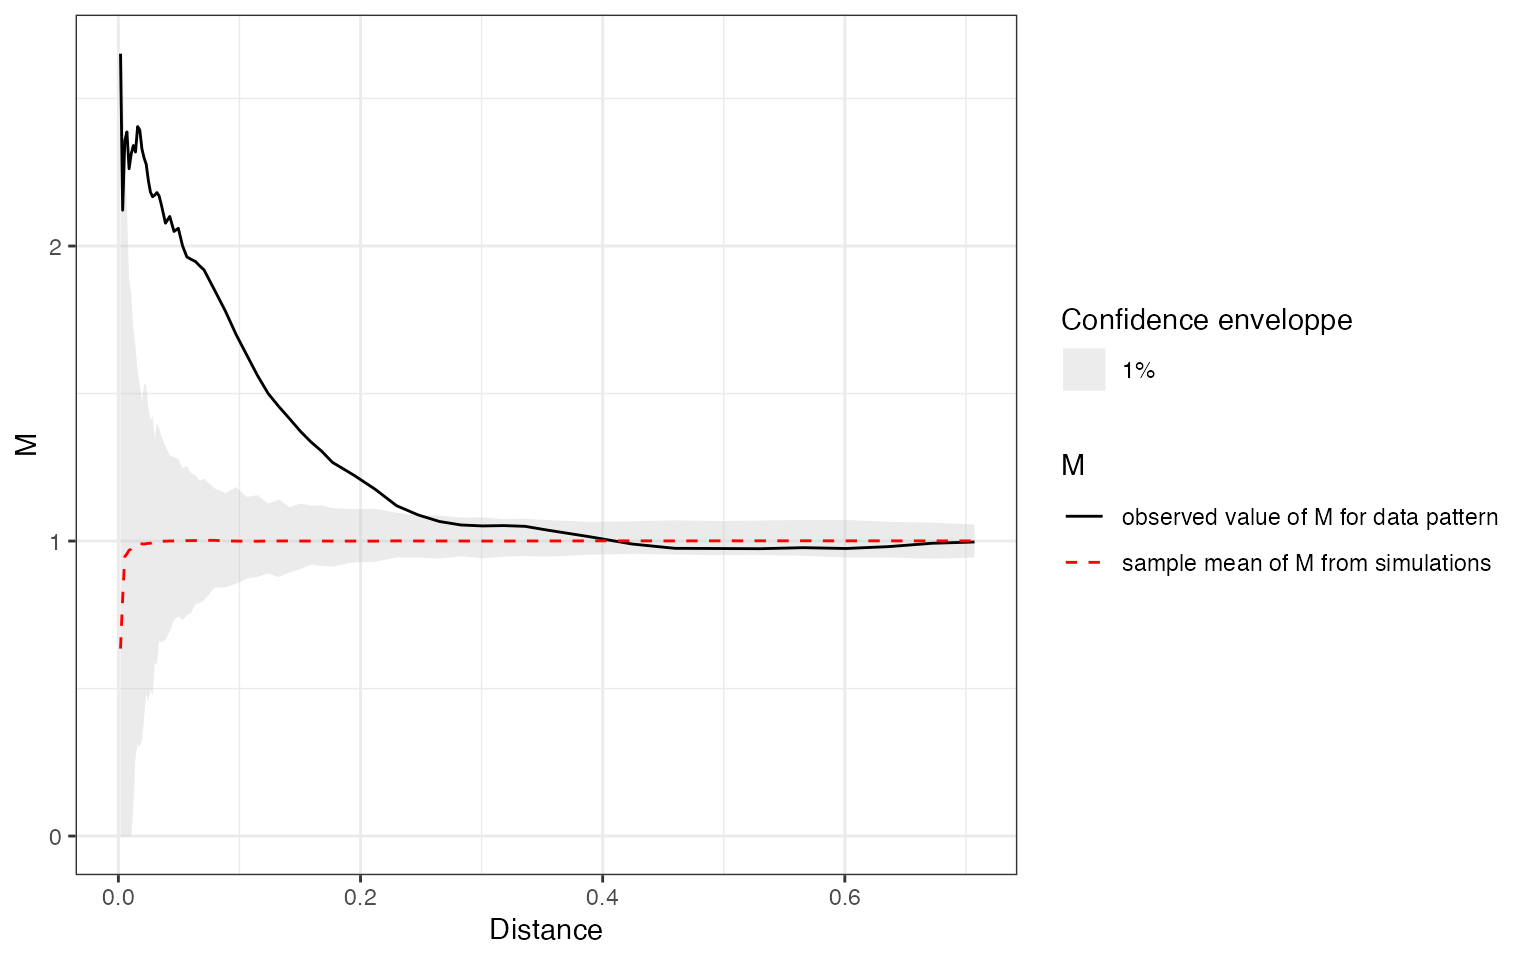 2
1
0
M
0.0
0.2
0.4
0.6
Distance
Confidence enveloppe
1%
M
observed value of M for data pattern
sample mean of M from simulations